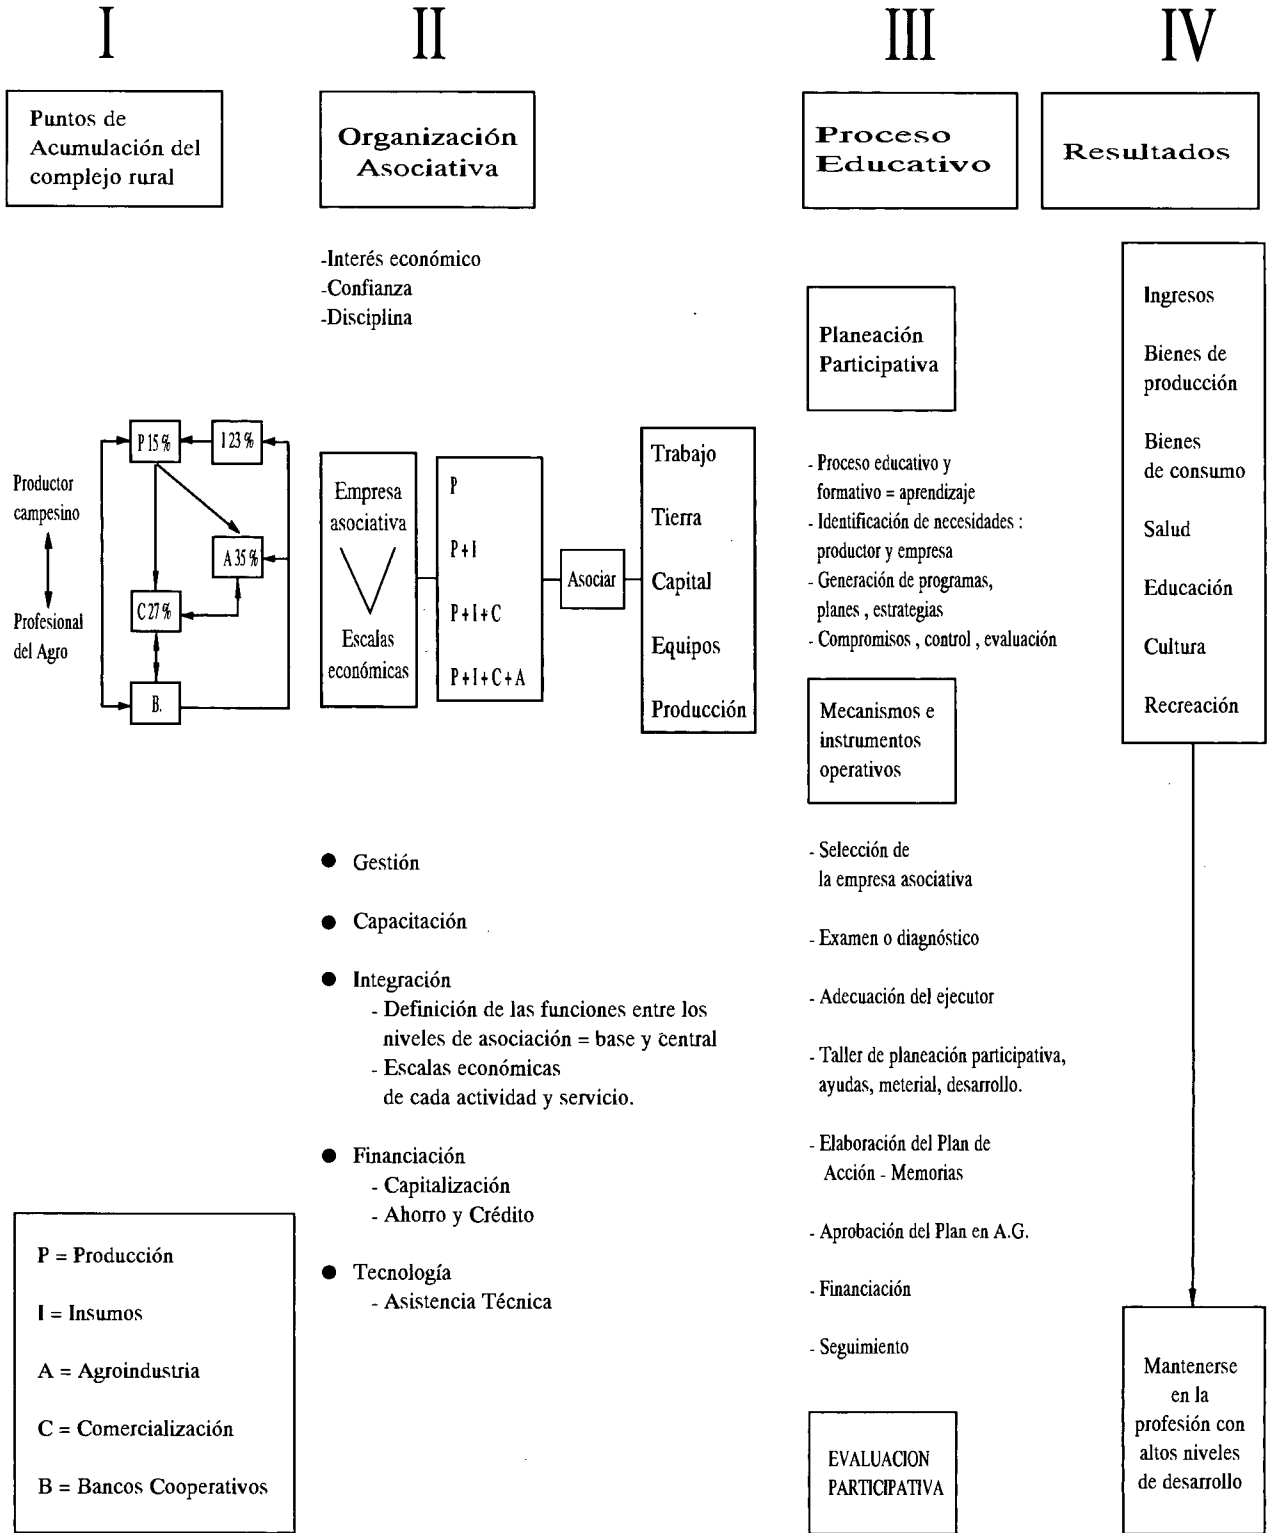 I
II
III
IV
Puntos de
Acumulación del
complejo rural
Organización
Asociativa
Proceso
Educativo
Resultados
-Interés económico
-Confianza
-Disciplina
Productor
campesino
Profesional
del Agro
P 15 %
I 23 %
A 35 %
C 27 %
B.
Empresa
asociativa
Escalas
económicas
P
P+I
P+I+C
P+I+C+A
Asociar
Trabajo
Tierra
Capital
Equipos
Producción
● Gestión
● Capacitación
● Integración
- Definición de las funciones entre los
niveles de asociación = base y central
- Escalas económicas
de cada actividad y servicio.
● Financiación
- Capitalización
- Ahorro y Crédito
● Tecnología
- Asistencia Técnica
P = Producción
I = Insumos
A = Agroindustria
C = Comercialización
B = Bancos Cooperativos
Planeación
Participativa
- Proceso educativo y
formativo = aprendizaje
- Identificación de necesidades :
productor y empresa
- Generación de programas,
planes , estrategias
- Compromisos , control , evaluación
Mecanismos e
instrumentos
operativos
- Selección de
la empresa asociativa
- Examen o diagnóstico
- Adecuación del ejecutor
- Taller de planeación participativa,
ayudas, meterial, desarrollo.
- Elaboración del Plan de
Acción - Memorias
- Aprobación del Plan en A.G.
- Financiación
- Seguimiento
EVALUACION
PARTICIPATIVA
Ingresos
Bienes de
producción
Bienes
de consumo
Salud
Educación
Cultura
Recreación
Mantenerse
en la
profesión con
altos niveles
de desarrollo